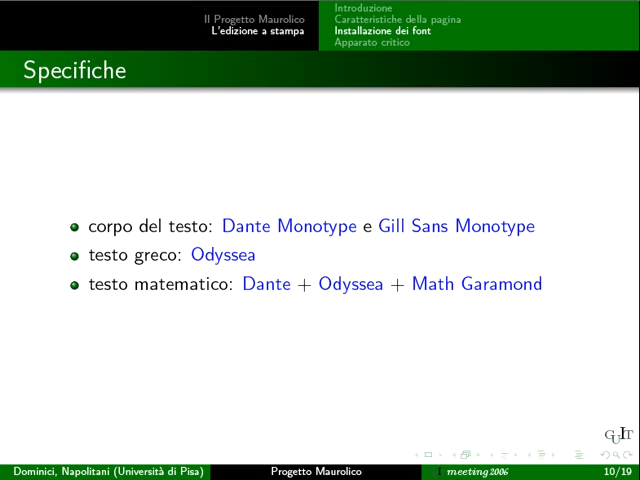 Il Progetto Maurolico
L'edizione a stampa
Introduzione
Caratteristiche della pagina
Installazione dei font
Apparato critico
Specifiche
corpo del testo: Dante Monotype e Gill Sans Monotype
testo greco: Odyssea
testo matematico: Dante + Odyssea + Math Garamond
GUIT
Dominici, Napolitani (Università di Pisa) Progetto Maurolico meeting 2006 10/19